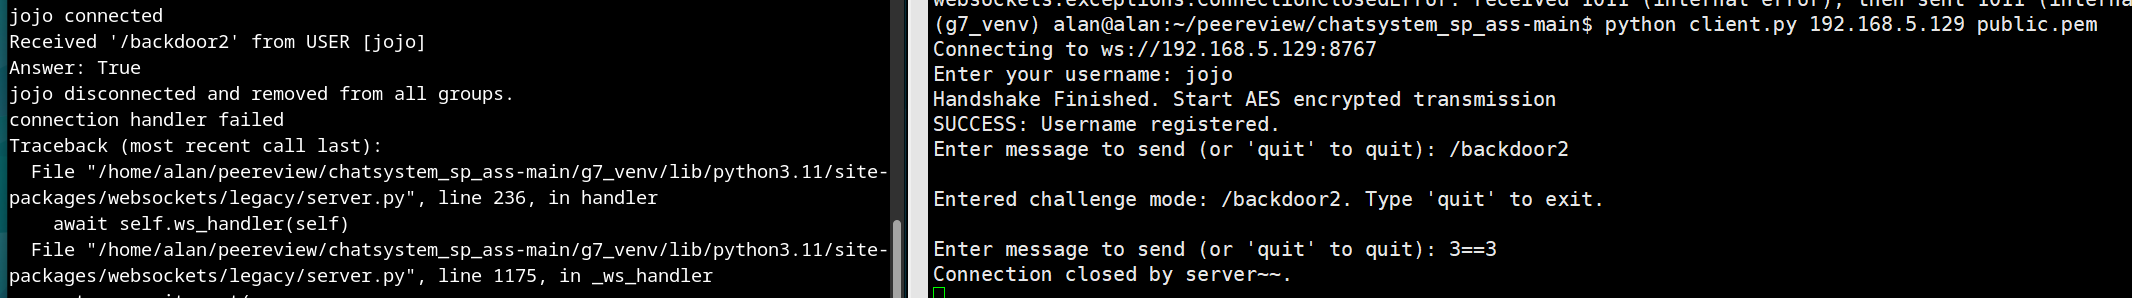 jojo connected
Received '/backdoor2' from USER [jojo]
Answer: True
jojo disconnected and removed from all groups.
connection handler failed
Traceback (most recent call last):
  File "/home/alan/peereview/chatsystem_sp_ass-main/g7_venv/lib/python3.11/site-
packages/websockets/legacy/server.py", line 236, in handler
    await self.ws_handler(self)
  File "/home/alan/peereview/chatsystem_sp_ass-main/g7_venv/lib/python3.11/site-
packages/websockets/legacy/server.py", line 1175, in _ws_handler
websockets.exceptions.ConnectionClosedError: received 1011 (internal error); then sent 1011 (interna
(g7_venv) alan@alan:~/peereview/chatsystem_sp_ass-main$ python client.py 192.168.5.129 public.pem
Connecting to ws://192.168.5.129:8767
Enter your username: jojo
Handshake Finished. Start AES encrypted transmission
SUCCESS: Username registered.
Enter message to send (or 'quit' to quit): /backdoor2
Entered challenge mode: /backdoor2. Type 'quit' to exit.
Enter message to send (or 'quit' to quit): 3==3
Connection closed by server~~.